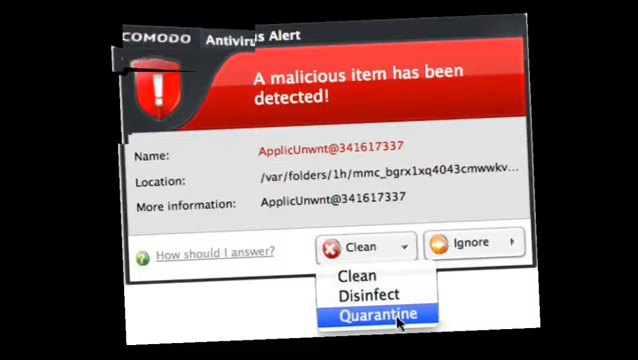 COMODO Antivirus Alert
A malicious item has been
detected!
Name: ApplicUnwnt@341617337
Location: /var/folders/1h/mmc_bgrx1xq4043cmwwkv...
More information: ApplicUnwnt@341617337
How should I answer? Clean Ignore
Clean
Disinfect
Quarantine